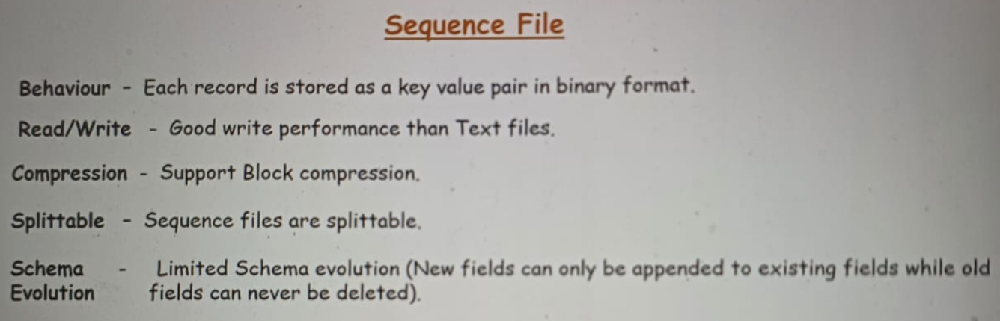 Sequence File
Behaviour - Each record is stored as a key value pair in binary format.
Read/Write - Good write performance than Text files.
Compression - Support Block compression.
Splittable - Sequence files are splittable.
Schema - Limited Schema evolution (New fields can only be appended to existing fields while old
Evolution fields can never be deleted).